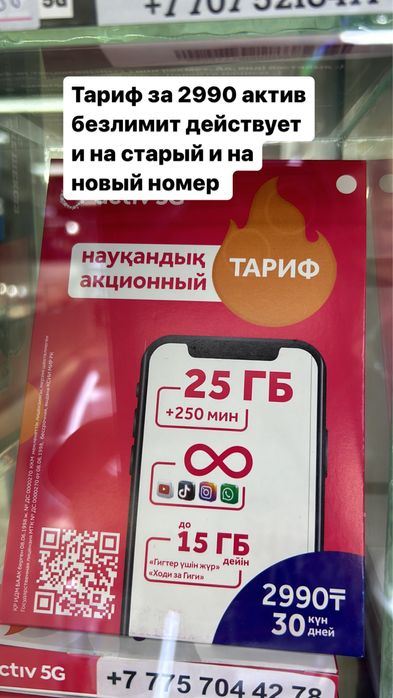 +7 707
Тариф за 2990 актив
безлимит действует
и на старый и на
новый номер
activ 5G
науқандық
акционный
ТАРИФ
25 ГБ
+250 мин
до
15 ГБ
дейін
«Гигтер үшін жүр»
«Ходи за Гиги»
2990₸
30 күн
дней
ctiv 5G
+7 775 704 42 78